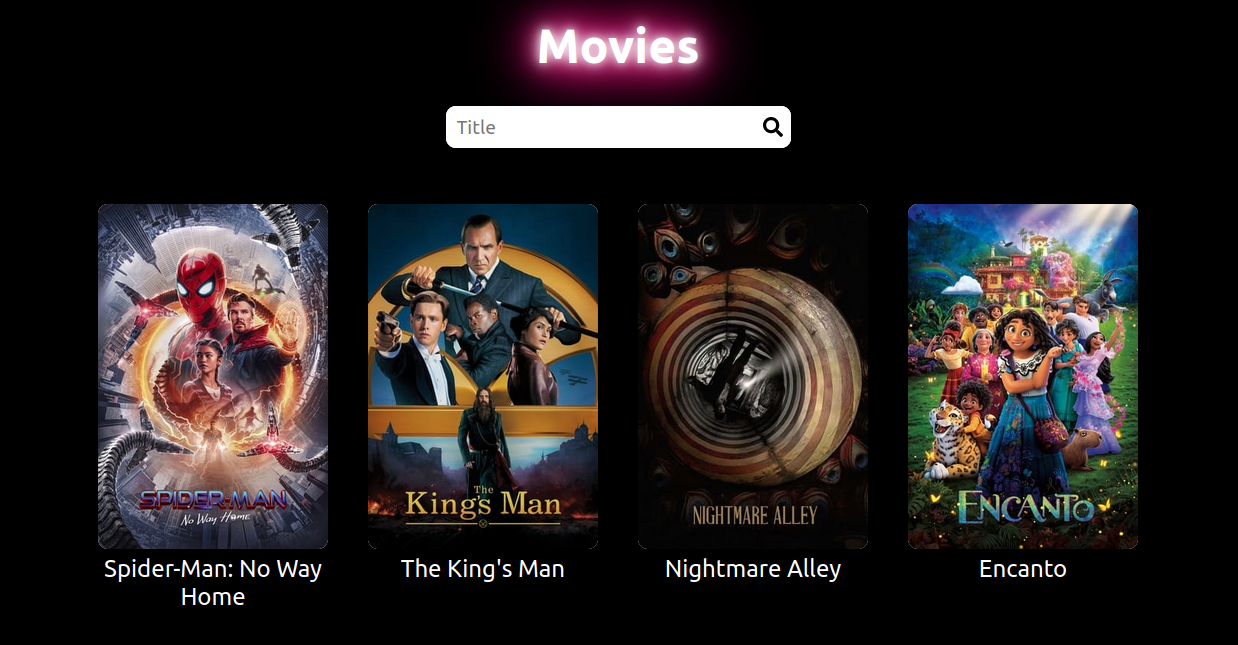 Movies
Title
SPIDER-MAN
No Way Home
The
King's Man
NIGHTMARE ALLEY
ENCANTO
Spider-Man: No Way
Home
The King's Man
Nightmare Alley
Encanto